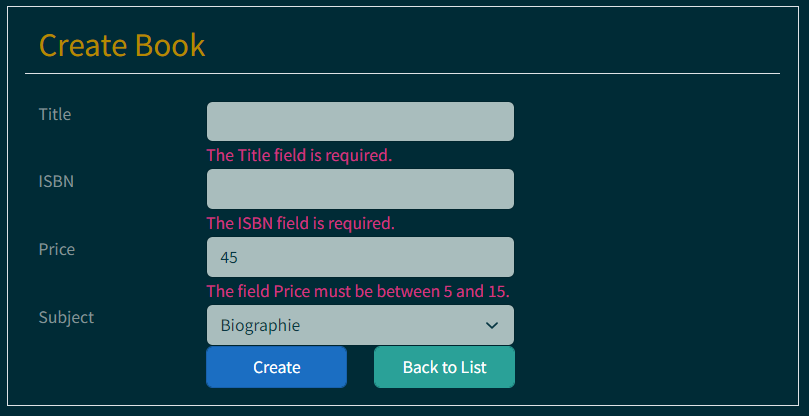 Create Book
Title
The Title field is required.
ISBN
The ISBN field is required.
Price 45
The field Price must be between 5 and 15.
Subject Biographie
Create Back to List